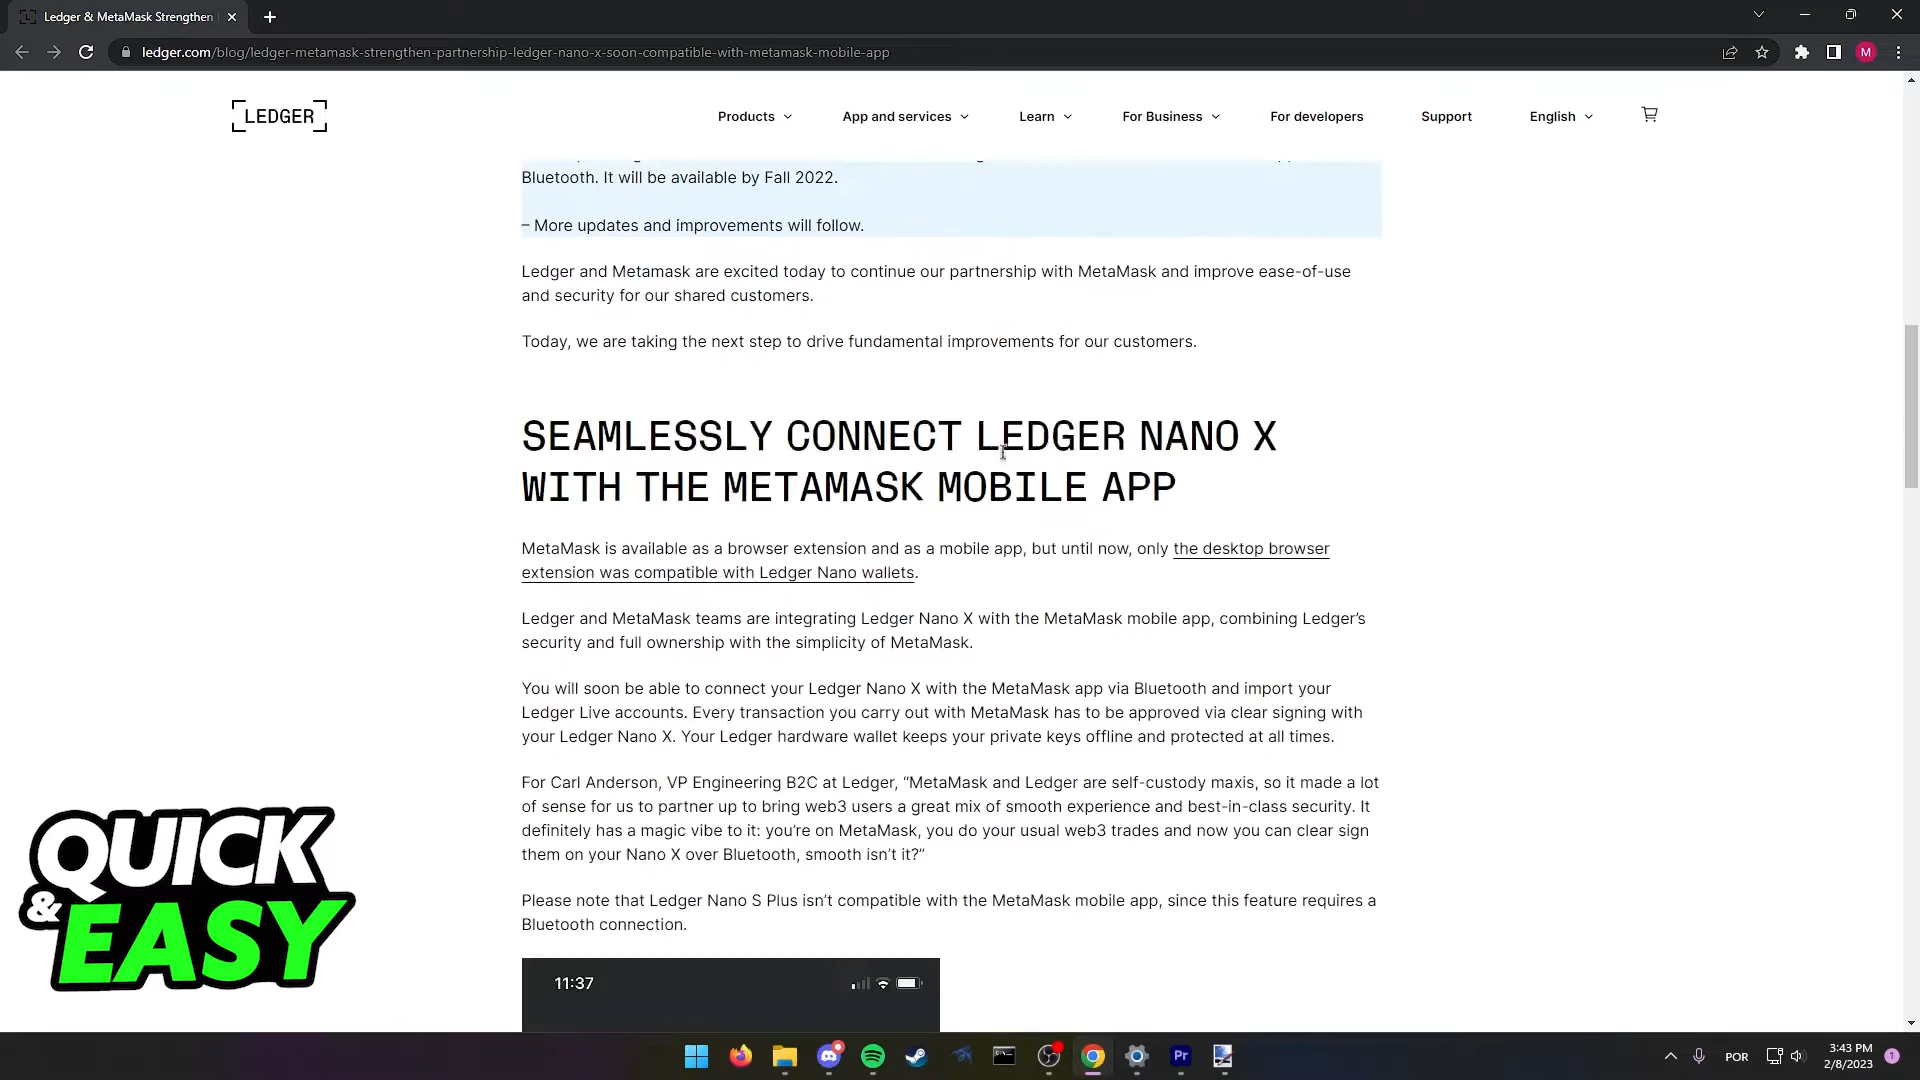 Ledger & MetaMask Strengthen
ledger.com/blog/ledger-metamask-strengthen-partnership-ledger-nano-x-soon-compatible-with-metamask-mobile-app
M
LEDGER
Products
App and services
Learn
For Business
For developers
Support
English
Bluetooth. It will be available by Fall 2022.
– More updates and improvements will follow.
Ledger and Metamask are excited today to continue our partnership with MetaMask and improve ease-of-use
and security for our shared customers.
Today, we are taking the next step to drive fundamental improvements for our customers.
SEAMLESSLY CONNECT LEDGER NANO X
WITH THE METAMASK MOBILE APP
MetaMask is available as a browser extension and as a mobile app, but until now, only the desktop browser
extension was compatible with Ledger Nano wallets.
Ledger and MetaMask teams are integrating Ledger Nano X with the MetaMask mobile app, combining Ledger’s
security and full ownership with the simplicity of MetaMask.
You will soon be able to connect your Ledger Nano X with the MetaMask app via Bluetooth and import your
Ledger Live accounts. Every transaction you carry out with MetaMask has to be approved via clear signing with
your Ledger Nano X. Your Ledger hardware wallet keeps your private keys offline and protected at all times.
For Carl Anderson, VP Engineering B2C at Ledger, “MetaMask and Ledger are self-custody maxis, so it made a lot
of sense for us to partner up to bring web3 users a great mix of smooth experience and best-in-class security. It
definitely has a magic vibe to it: you’re on MetaMask, you do your usual web3 trades and now you can clear sign
them on your Nano X over Bluetooth, smooth isn’t it?”
Please note that Ledger Nano S Plus isn’t compatible with the MetaMask mobile app, since this feature requires a
Bluetooth connection.
11:37
QUICK
& EASY
Pr
POR
3:43 PM
2/8/2023
1